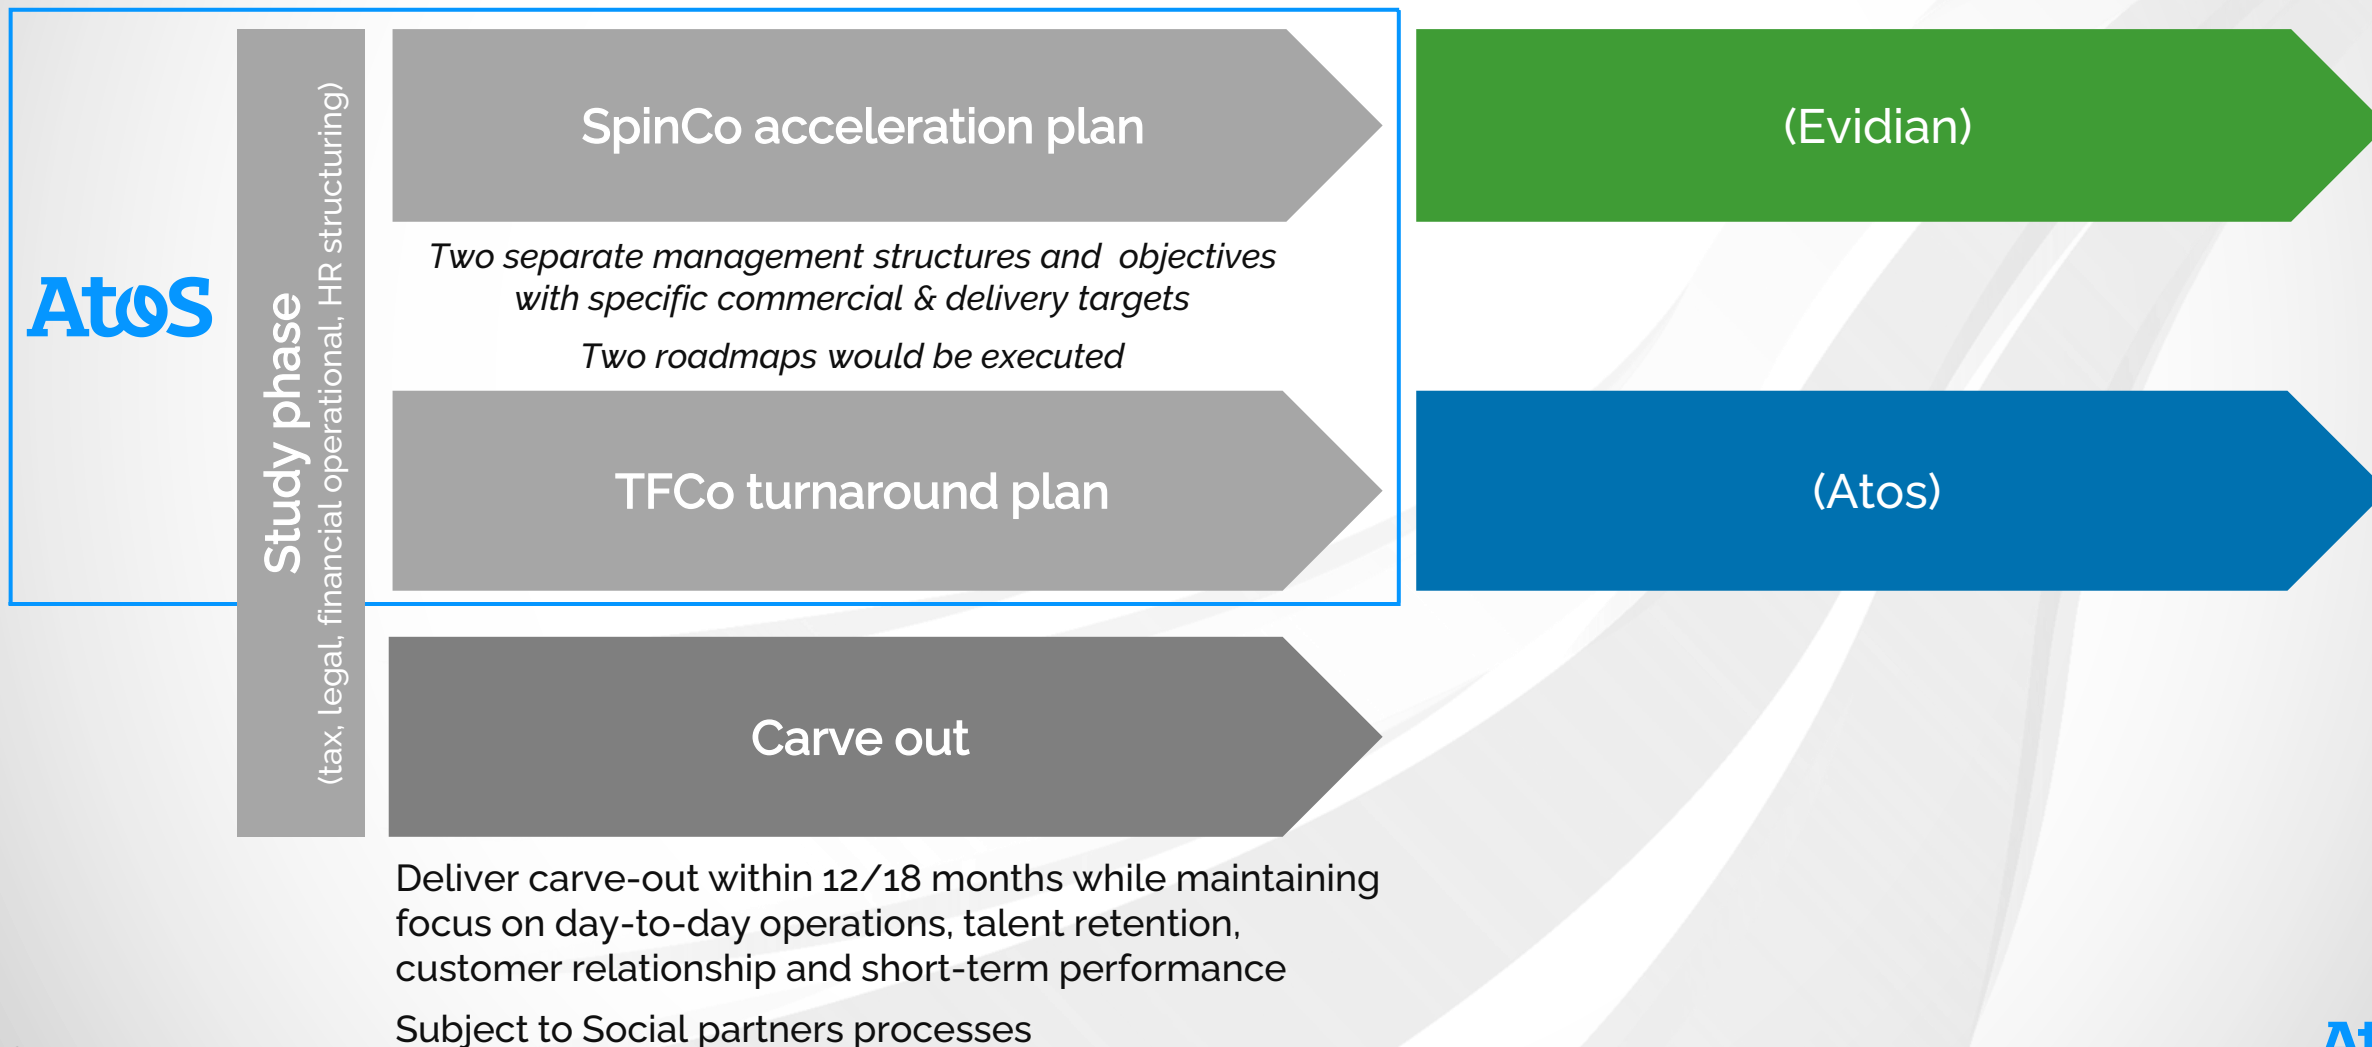 Atos
Study phase
(tax, legal, financial operational, HR structuring)
SpinCo acceleration plan
(Evidian)
Two separate management structures and  objectives
with specific commercial & delivery targets
Two roadmaps would be executed
TFCo turnaround plan
(Atos)
Carve out
Deliver carve-out within 12/18 months while maintaining
focus on day-to-day operations, talent retention,
customer relationship and short-term performance
Subject to Social partners processes